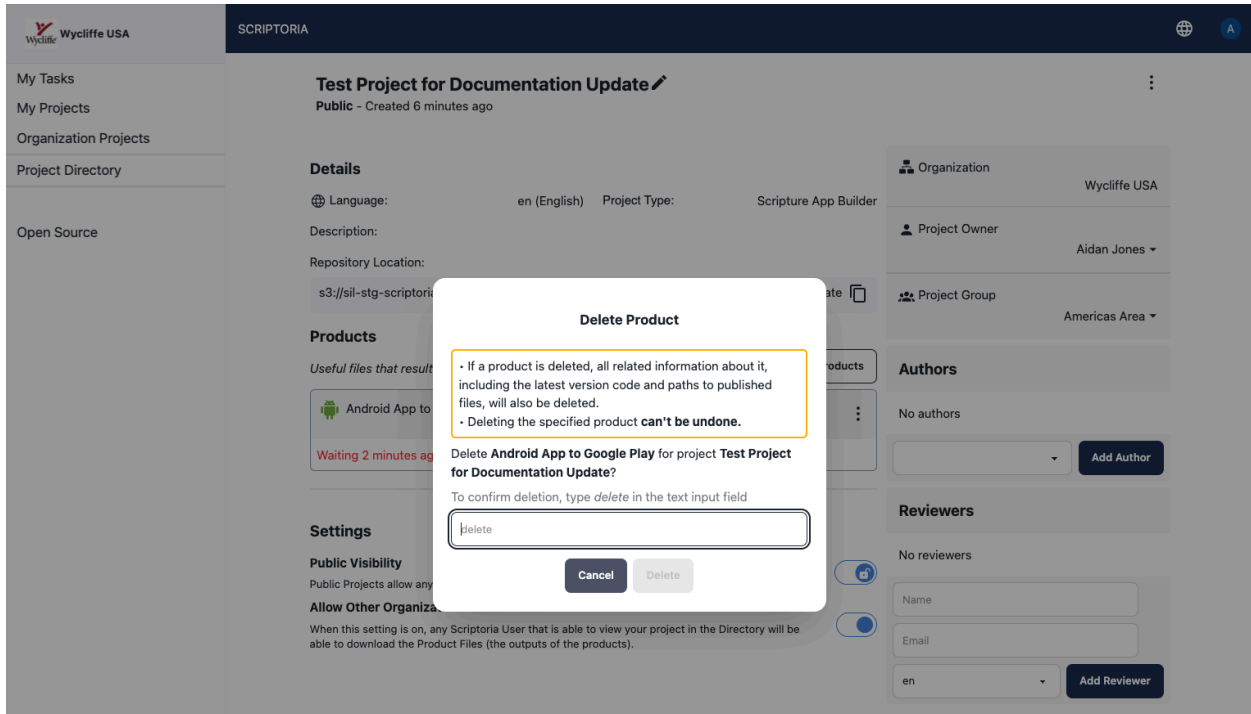 Wycliffe
Wycliffe USA
SCRIPTORIA
A
My Tasks
My Projects
Organization Projects
Project Directory
Open Source
Test Project for Documentation Update
Public - Created 6 minutes ago
Details
Language: en (English) Project Type: Scripture App Builder
Description:
Repository Location:
s3://sil-stg-scriptoria
ate
Products
Useful files that result
oducts
Android App to
Waiting 2 minutes ag
Settings
Public Visibility
Public Projects allow any
Allow Other Organiza
When this setting is on, any Scriptoria User that is able to view your project in the Directory will be
able to download the Product Files (the outputs of the products).
Delete Product
• If a product is deleted, all related information about it,
including the latest version code and paths to published
files, will also be deleted.
• Deleting the specified product can't be undone.
Delete Android App to Google Play for project Test Project
for Documentation Update?
To confirm deletion, type delete in the text input field
delete
Cancel Delete
Organization
Wycliffe USA
Project Owner
Aidan Jones
Project Group
Americas Area
Authors
No authors
Add Author
Reviewers
No reviewers
Name
Email
en
Add Reviewer